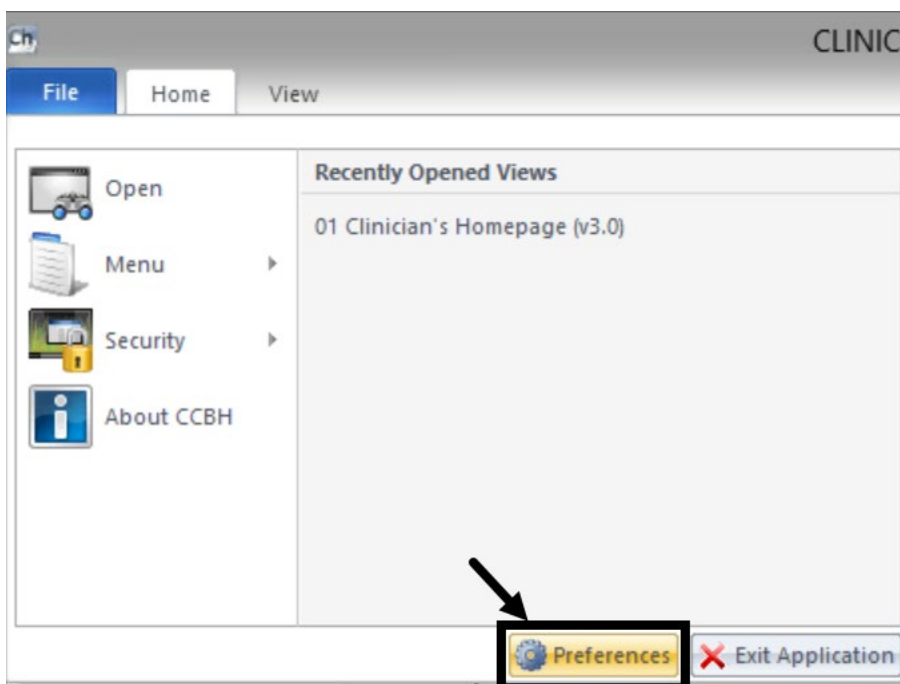 Ch
CLINIC
File Home View
Open
Menu
Security
About CCBH
Recently Opened Views
01 Clinician's Homepage (v3.0)
Preferences Exit Application